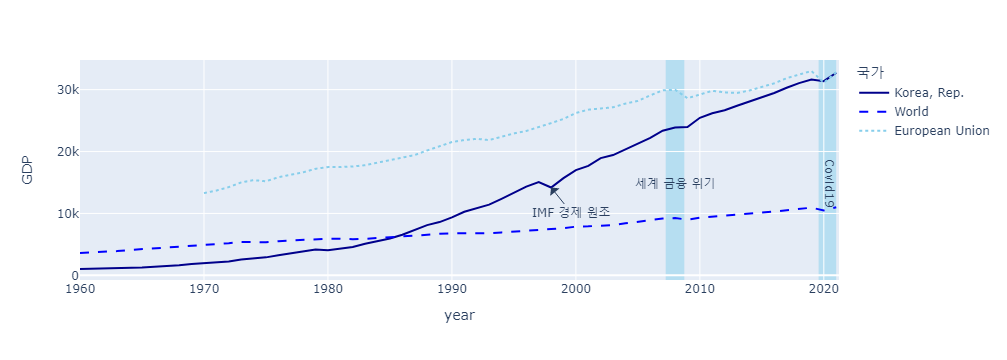 국가
Korea, Rep.
World
European Union
GDP
30k
20k
10k
0
세계 금융 위기
IMF 경제 원조
Covid19
1960
1970
1980
1990
2000
2010
2020
year